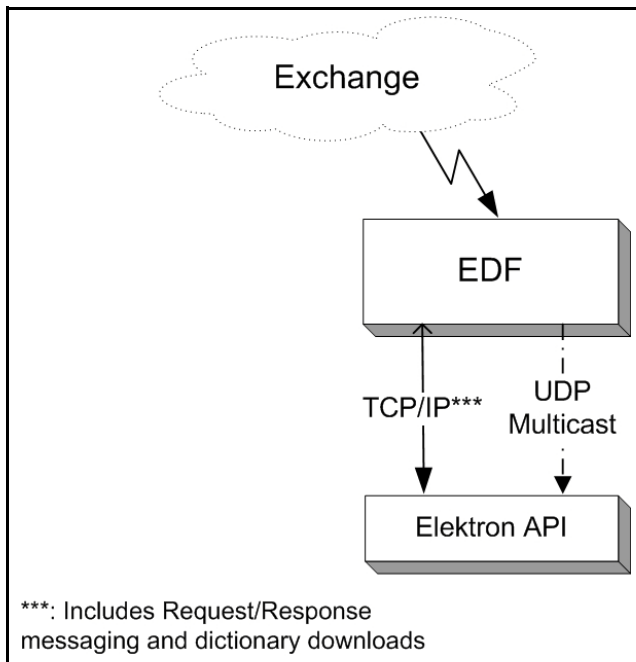 Exchange
EDF
TCP/IP***
UDP
Multicast
Elektron API
***: Includes Request/Response
messaging and dictionary downloads